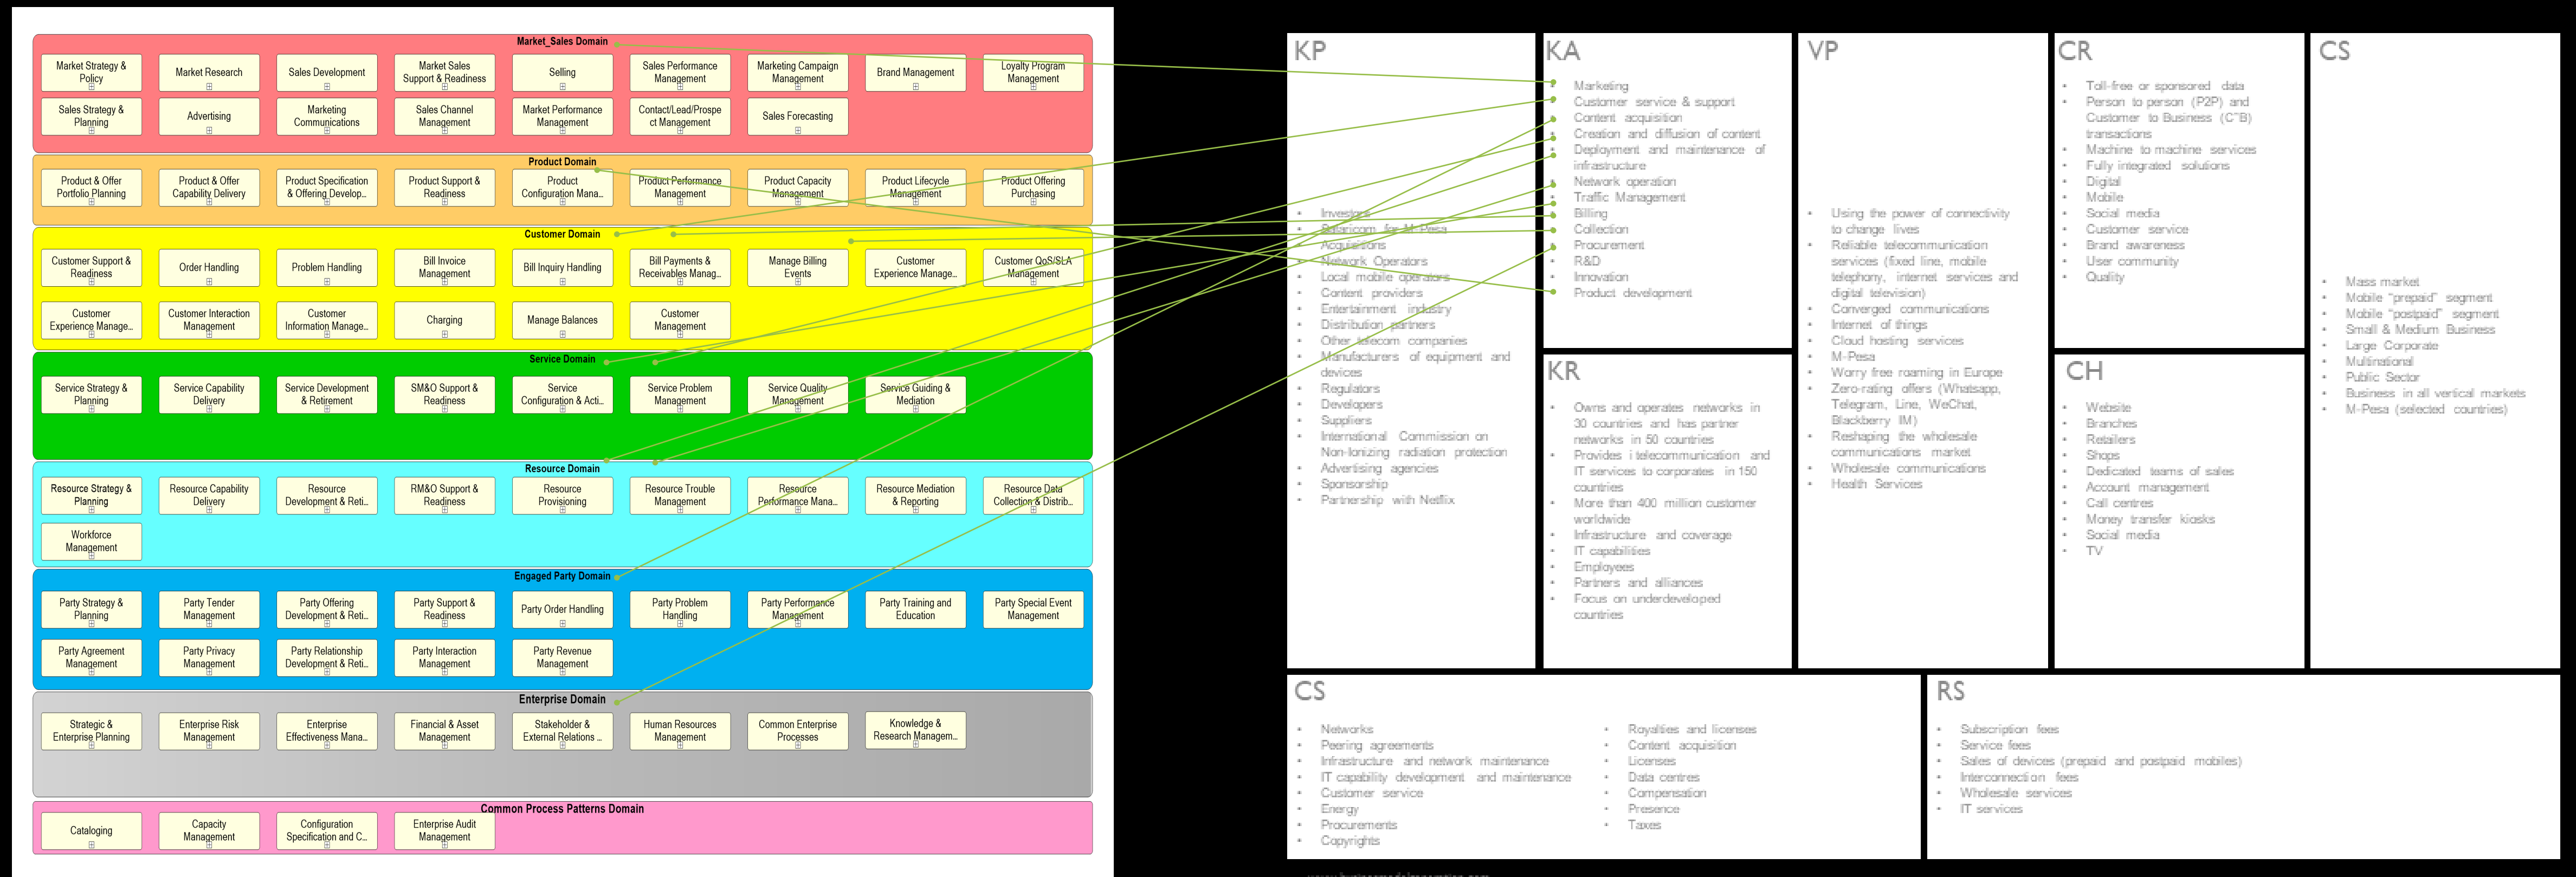 Market_Sales Domain
Market Strategy &
Policy
Market Research
Sales Development
Market Sales
Support & Readiness
Selling
Sales Performance
Management
Marketing Campaign
Management
Brand Management
Loyalty Program
Management
Sales Strategy &
Planning
Advertising
Marketing
Communications
Sales Channel
Management
Market Performance
Management
Contact/Lead/Prospe
ct Management
Sales Forecasting
Product Domain
Product & Offer
Portfolio Planning
Product & Offer
Capability Delivery
Product Specification
& Offering Develop...
Product Support &
Readiness
Product
Configuration Mana...
Product Performance
Management
Product Capacity
Management
Product Lifecycle
Management
Product Offering
Purchasing
Customer Domain
Customer Support &
Readiness
Order Handling
Problem Handling
Bill Invoice
Management
Bill Inquiry Handling
Bill Payments &
Receivables Manag...
Manage Billing
Events
Customer
Experience Manage...
Customer QoS/SLA
Management
Customer
Experience Manage...
Customer Interaction
Management
Customer
Information Manage...
Charging
Manage Balances
Customer
Management
Service Domain
Service Strategy &
Planning
Service Capability
Delivery
Service Development
& Retirement
SM&O Support &
Readiness
Service
Configuration & Acti...
Service Problem
Management
Service Quality
Management
Service Guiding &
Mediation
Resource Domain
Resource Strategy &
Planning
Resource Capability
Delivery
Resource
Development & Reti...
RM&O Support &
Readiness
Resource
Provisioning
Resource Trouble
Management
Resource
Performance Mana...
Resource Mediation
& Reporting
Resource Data
Collection & Distrib...
Workforce
Management
Engaged Party Domain
Party Strategy &
Planning
Party Tender
Management
Party Offering
Development & Reti...
Party Support &
Readiness
Party Order Handling
Party Problem
Handling
Party Performance
Management
Party Training and
Education
Party Special Event
Management
Party Agreement
Management
Party Privacy
Management
Party Relationship
Development & Reti...
Party Interaction
Management
Party Revenue
Management
Enterprise Domain
Strategic &
Enterprise Planning
Enterprise Risk
Management
Enterprise
Effectiveness Mana...
Financial & Asset
Management
Stakeholder &
External Relations ...
Human Resources
Management
Common Enterprise
Processes
Knowledge &
Research Managem...
Common Process Patterns Domain
Cataloging
Capacity
Management
Configuration
Specification and C...
Enterprise Audit
Management
KP
• Investors
• Safaricom for M-Pesa
• Acquisitions
• Network Operators
• Local mobile operators
• Content providers
• Entertainment industry
• Distribution partners
• Other telecom companies
• Manufacturers of equipment and
devices
• Regulators
• Developers
• Suppliers
• International Commission on
Non-Ionizing radiation protection
• Advertising agencies
• Sponsorship
• Partnership with Netflix
KA
• Marketing
• Customer service & support
• Content acquisition
• Creation and diffusion of content
• Deployment and maintenance of
infrastructure
• Network operation
• Traffic Management
• Billing
• Collection
• Procurement
• R&D
• Innovation
• Product development
KR
• Owns and operates networks in
30 countries and has partner
networks in 50 countries
• Provides i telecommunication and
IT services to corporates in 150
countries
• More than 400 million customer
worldwide
• Infrastructure and coverage
• IT capabilities
• Employees
• Partners and alliances
• Focus on underdeveloped
countries
VP
• Using the power of connectivity
to change lives
• Reliable telecommunication
services (fixed line, mobile
telephony, internet services and
digital television)
• Converged communications
• Internet of things
• Cloud hosting services
• M-Pesa
• Worry free roaming in Europe
• Zero-rating offers (Whatsapp,
Telegram, Line, WeChat,
Blackberry IM)
• Reshaping the wholesale
communications market
• Wholesale communications
• Health Services
CR
• Toll-free or sponsored data
• Person to person (P2P) and
Customer to Business (C"B)
transactions
• Machine to machine services
• Fully integrated solutions
• Digital
• Mobile
• Social media
• Customer service
• Brand awareness
• User community
• Quality
CH
• Website
• Branches
• Retailers
• Shops
• Dedicated teams of sales
• Account management
• Call centres
• Money transfer kiosks
• Social media
• TV
CS
• Mass market
• Mobile "prepaid" segment
• Mobile "postpaid" segment
• Small & Medium Business
• Large Corporate
• Multinational
• Public Sector
• Business in all vertical markets
• M-Pesa (selected countries)
CS
• Networks
• Peering agreements
• Infrastructure and network maintenance
• IT capability development and maintenance
• Customer service
• Energy
• Procurements
• Copyrights
• Royalties and licenses
• Content acquisition
• Licenses
• Data centres
• Compensation
• Presence
• Taxes
RS
• Subscription fees
• Service fees
• Sales of devices (prepaid and postpaid mobiles)
• Interconnection fees
• Wholesale services
• IT services